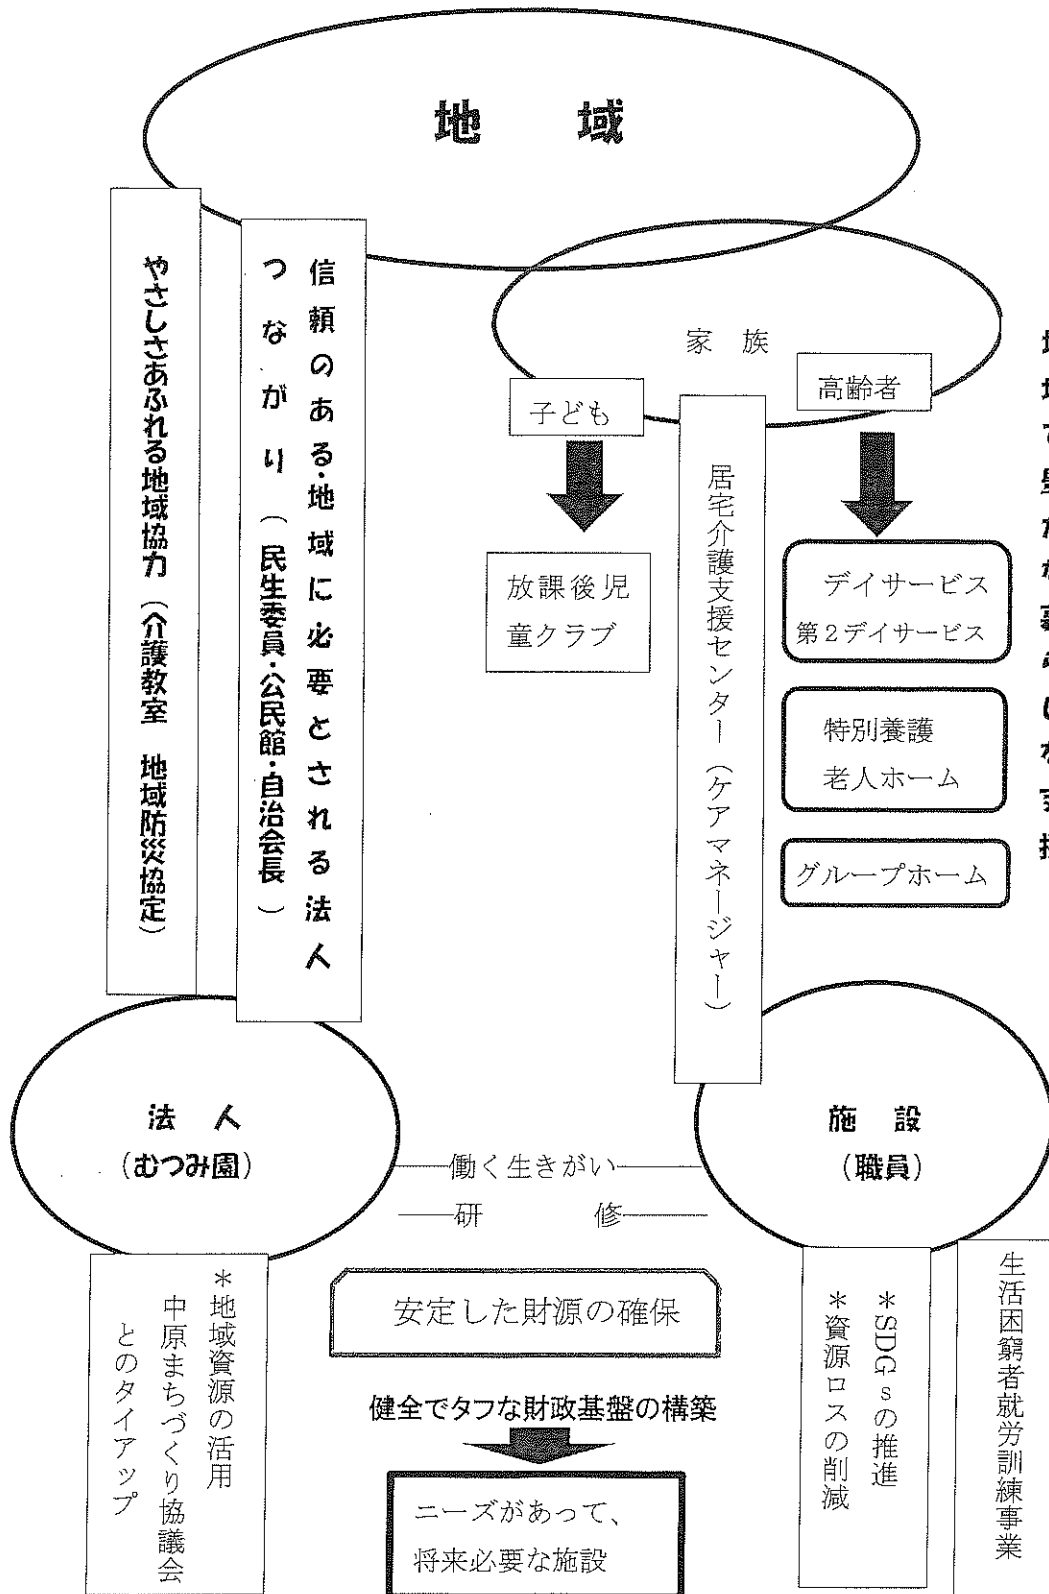 地 域
やさしさあふれる地域協力（介護教室 地域防災協定）
信頼のある・地域に必要とされる法人
つながり（民生委員・公民館・自治会長）
家 族
子ども
高齢者
放課後児
童クラブ
居宅介護支援センター（ケアマネージャー）
デイサービス
第２デイサービス
特別養護
老人ホーム
グループホーム
法 人
（むつみ園）
施 設
（職員）
働く生きがい
研 修
＊地域資源の活用
中原まちづくり協議会
とのタイアップ
安定した財源の確保
健全でタフな財政基盤の構築
ニーズがあって、
将来必要な施設
＊SDGｓの推進
＊資源ロスの削減
生活困窮者就労訓練事業